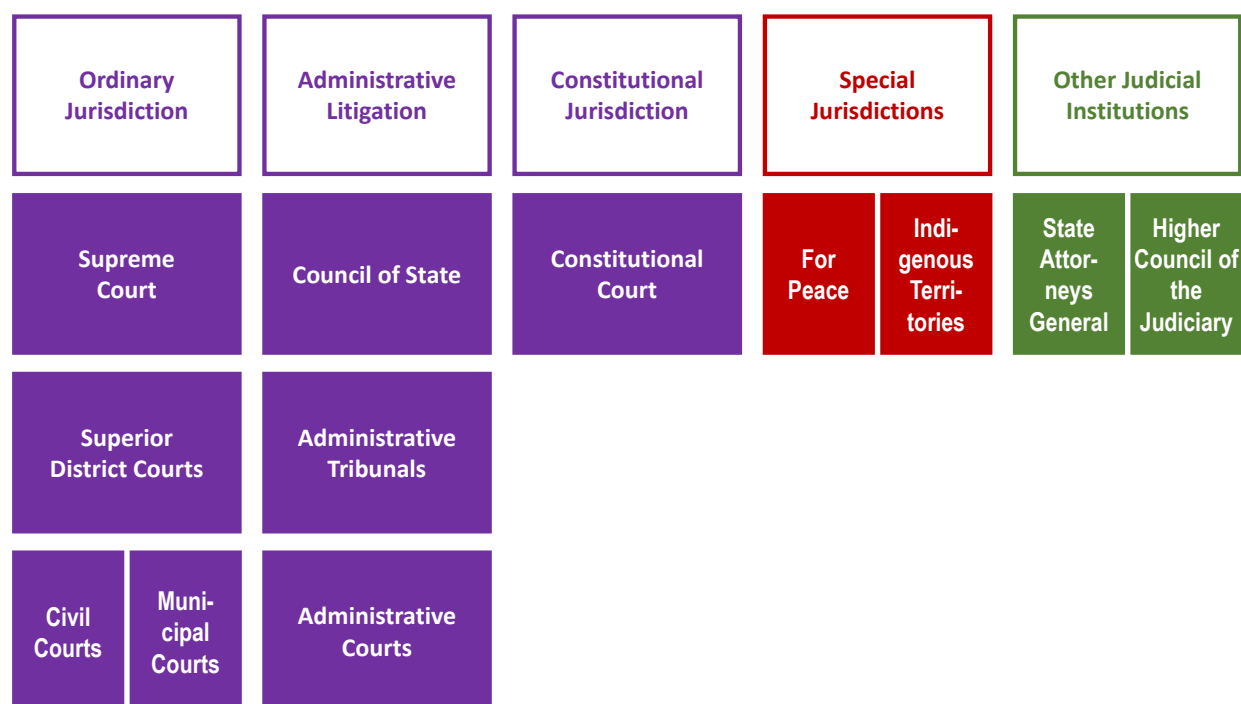 Ordinary
Jurisdiction
Administrative
Litigation
Constitutional
Jurisdiction
Special
Jurisdictions
Other Judicial
Institutions
Supreme
Court
Council of State
Constitutional
Court
For
Peace
Indi-
genous
Terri-
tories
State
Attor-
neys
General
Higher
Council of
the
Judiciary
Superior
District Courts
Administrative
Tribunals
Civil
Courts
Muni-
cipal
Courts
Administrative
Courts